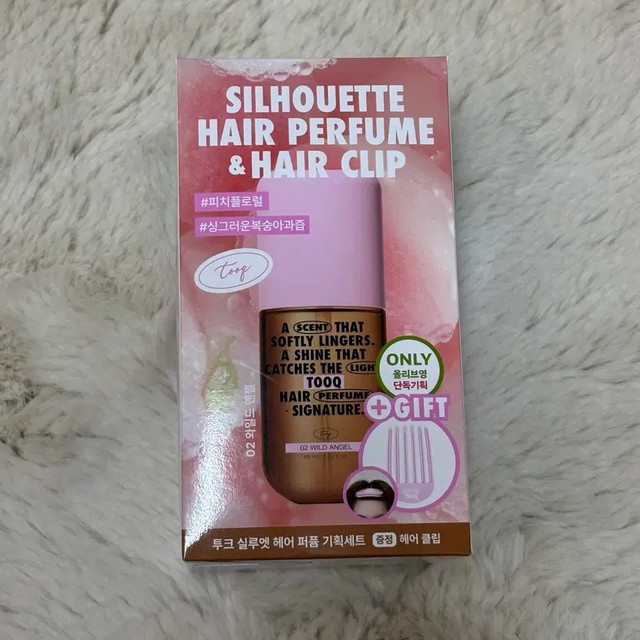 SILHOUETTE
HAIR PERFUME
& HAIR CLIP
#피치플로럴
#싱그러운복숭아과즙
tooq
A SCENT THAT
SOFTLY LINGERS.
A SHINE THAT
CATCHES THE LIGH
TOOQ
HAIR PERFUME
- SIGNATURE.
02 WILD ANGEL
02 와일드 엔젤
ONLY
올리브영
단독기획
+GIFT
투크 실루엣 헤어 퍼퓸 기획세트 증정 헤어 클립